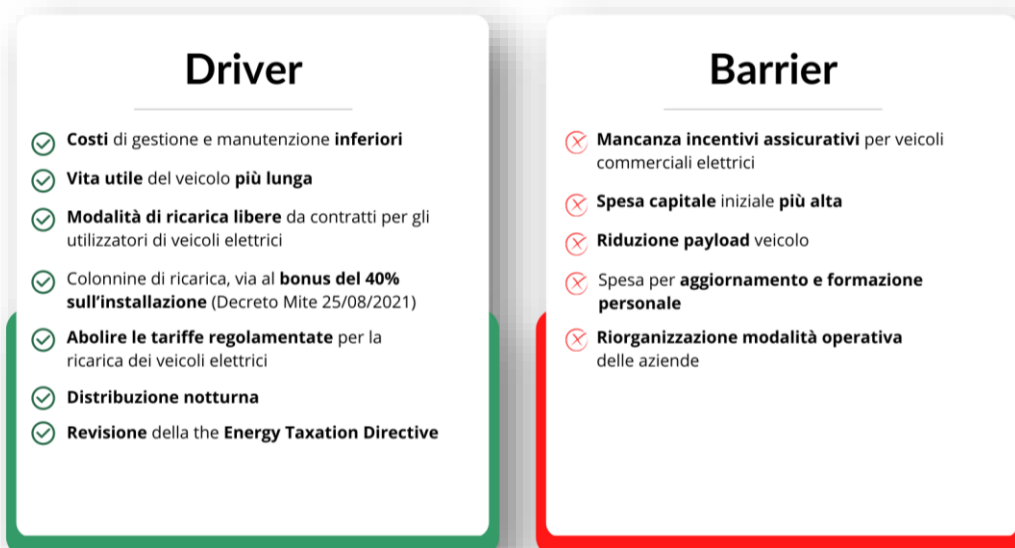 Driver
Costi di gestione e manutenzione inferiori
Vita utile del veicolo più lunga
Modalità di ricarica libere da contratti per gli
utilizzatori di veicoli elettrici
Colonnine di ricarica, via al bonus del 40%
sull'installazione (Decreto Mite 25/08/2021)
Abolire le tariffe regolamentate per la
ricarica dei veicoli elettrici
Distribuzione notturna
Revisione della the Energy Taxation Directive
Barrier
Mancanza incentivi assicurativi per veicoli
commerciali elettrici
Spesa capitale iniziale più alta
Riduzione payload veicolo
Spesa per aggiornamento e formazione
personale
Riorganizzazione modalità operativa
delle aziende